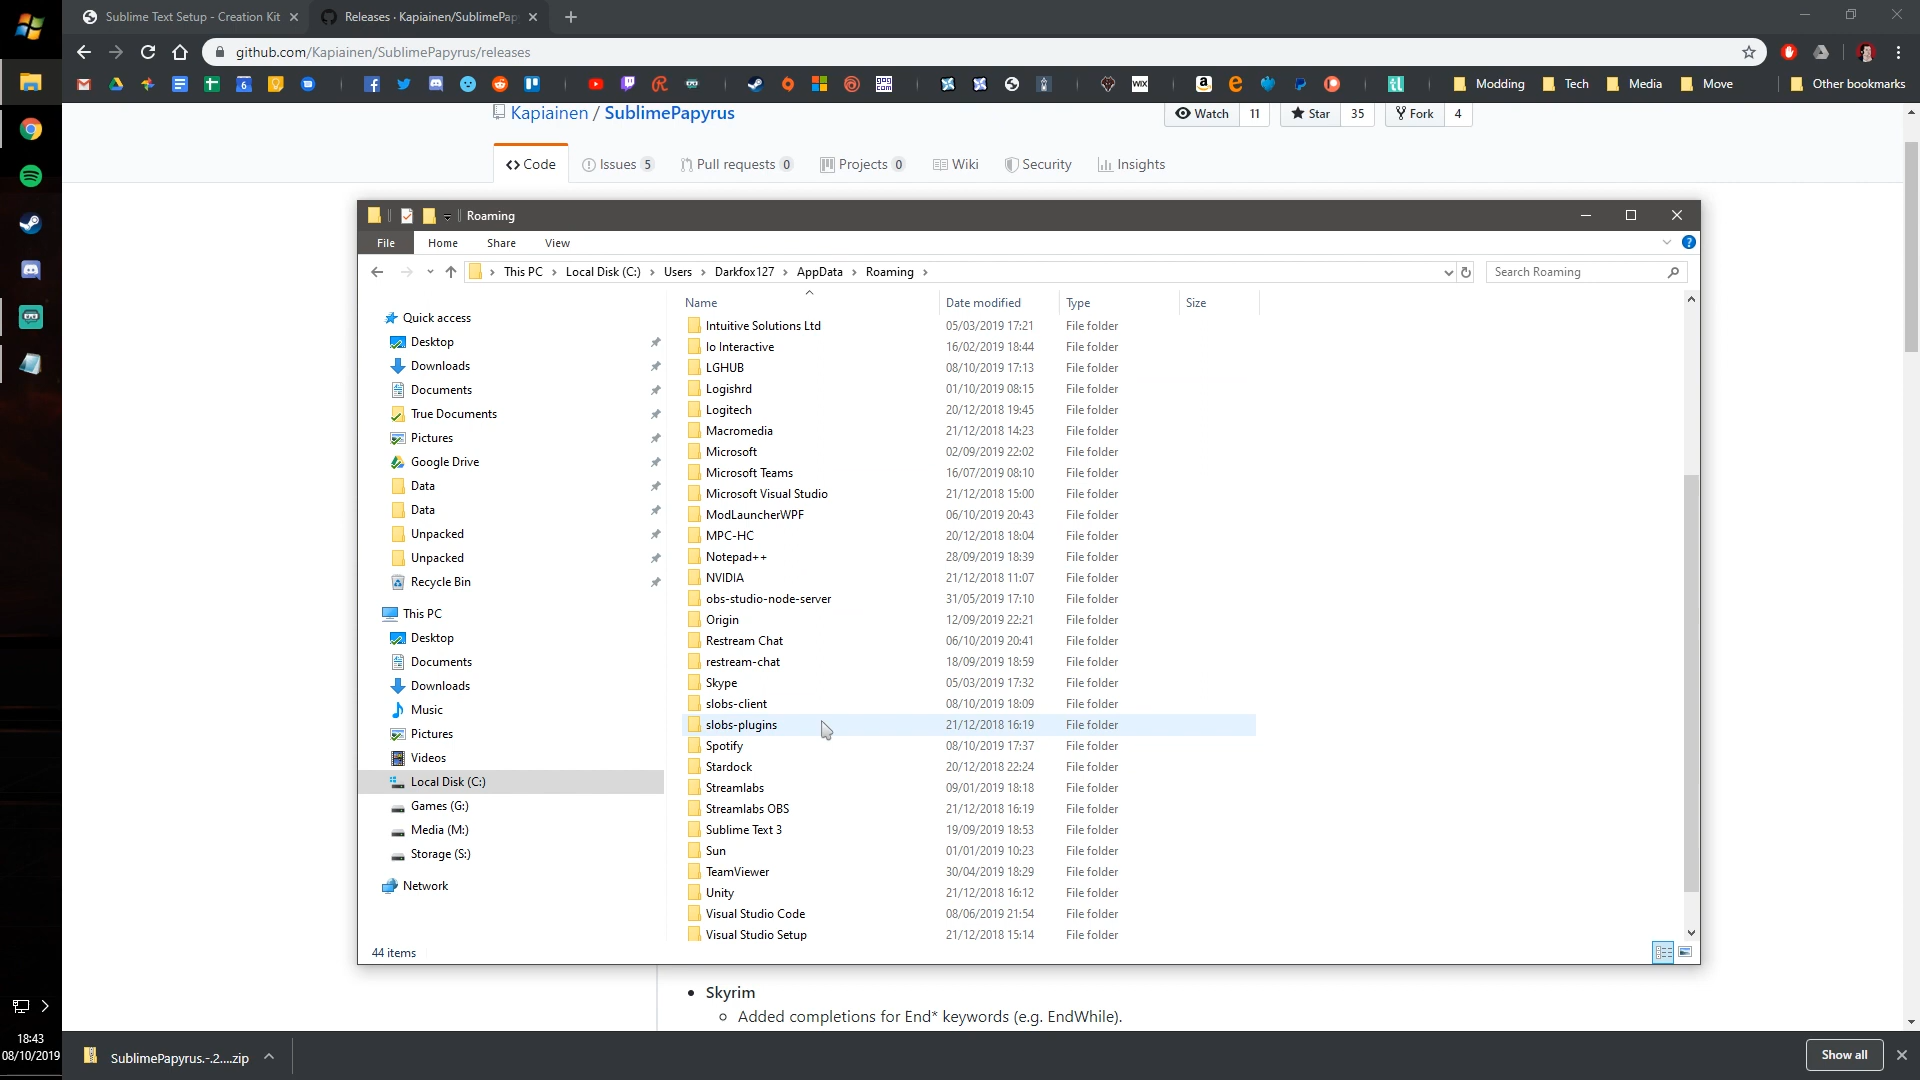 Sublime Text Setup - Creation Kit
Releases · Kapiainen/SublimePap
github.com/Kapiainen/SublimePapyrus/releases
Modding
Tech
Media
Move
Other bookmarks
Kapiainen / SublimePapyrus
Watch 11
Star 35
Fork 4
Code
Issues 5
Pull requests 0
Projects 0
Wiki
Security
Insights
Roaming
File Home Share View
This PC > Local Disk (C:) > Users > Darkfox127 > AppData > Roaming >
Search Roaming
Quick access
Desktop
Downloads
Documents
True Documents
Pictures
Google Drive
Data
Data
Unpacked
Unpacked
Recycle Bin
This PC
Desktop
Documents
Downloads
Music
Pictures
Videos
Local Disk (C:)
Games (G:)
Media (M:)
Storage (S:)
Network
Name Date modified Type Size
Intuitive Solutions Ltd 05/03/2019 17:21 File folder
Io Interactive 16/02/2019 18:44 File folder
LGHUB 08/10/2019 17:13 File folder
Logishrd 01/10/2019 08:15 File folder
Logitech 20/12/2018 19:45 File folder
Macromedia 21/12/2018 14:23 File folder
Microsoft 02/09/2019 22:02 File folder
Microsoft Teams 16/07/2019 08:10 File folder
Microsoft Visual Studio 21/12/2018 15:00 File folder
ModLauncherWPF 06/10/2019 20:43 File folder
MPC-HC 20/12/2018 18:04 File folder
Notepad++ 28/09/2019 18:39 File folder
NVIDIA 21/12/2018 11:07 File folder
obs-studio-node-server 31/05/2019 17:10 File folder
Origin 12/09/2019 22:21 File folder
Restream Chat 06/10/2019 20:41 File folder
restream-chat 18/09/2019 18:59 File folder
Skype 05/03/2019 17:32 File folder
slobs-client 08/10/2019 18:09 File folder
slobs-plugins 21/12/2018 16:19 File folder
Spotify 08/10/2019 17:37 File folder
Stardock 20/12/2018 22:24 File folder
Streamlabs 09/01/2019 18:18 File folder
Streamlabs OBS 21/12/2018 16:19 File folder
Sublime Text 3 19/09/2019 18:53 File folder
Sun 01/01/2019 10:23 File folder
TeamViewer 30/04/2019 18:29 File folder
Unity 21/12/2018 16:12 File folder
Visual Studio Code 08/06/2019 21:54 File folder
Visual Studio Setup 21/12/2018 15:14 File folder
44 items
• Skyrim
Added completions for End* keywords (e.g. EndWhile).
18:43
08/10/2019
SublimePapyrus.-.2....zip
Show all